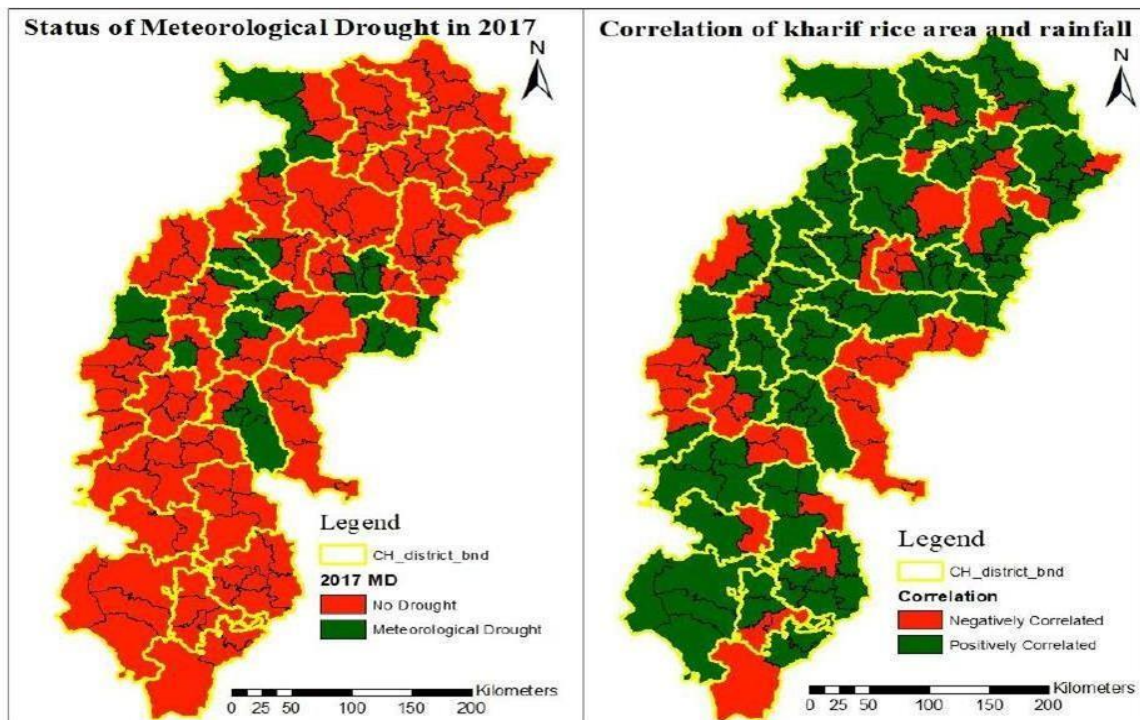 Status of Meteorological Drought in 2017
N
Legend
CH_district_bnd
2017 MD
No Drought
Meteorological Drought
Kilometers
0 25 50 100 150 200
Correlation of kharif rice area and rainfall
N
Legend
CH_district_bnd
Correlation
Negatively Correlated
Positively Correlated
Kilometers
0 25 50 100 150 200